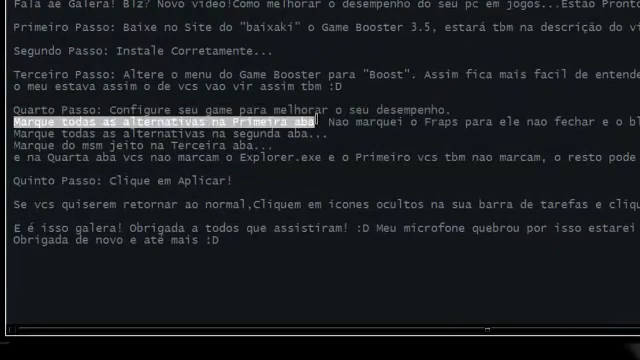 Fala ae Galera! Blz? Novo video!Como melhorar o desempenho do seu pc em jogos...Estao Pront
Primeiro Passo: Baixe no Site do "baixaki" o Game Booster 3.5, estará tbm na descrição do vi
Segundo Passo: Instale Corretamente...
Terceiro Passo: Altere o menu do Game Booster para "Boost". Assim fica mais facil de entende
o meu estava assim o de vcs vao vir assim tbm :D
Quarto Passo: Configure seu game para melhorar o seu desempenho.
Marque todas as alternativas na Primeira aba  Nao marquei o Fraps para ele nao fechar e o bl
Marque todas as alternativas na segunda aba...
Marque do msm jeito na Terceira aba...
e na Quarta aba vcs nao marcam o Explorer.exe e o Primeiro vcs tbm nao marcam, o resto pode
Quinto Passo: Clique em Aplicar!
Se vcs quiserem retornar ao normal,Cliquem em icones ocultos na sua barra de tarefas e cliqu
E é isso galera! Obrigada a todos que assistiram! :D Meu microfone quebrou por isso estarei
Obrigada de novo e até mais :D